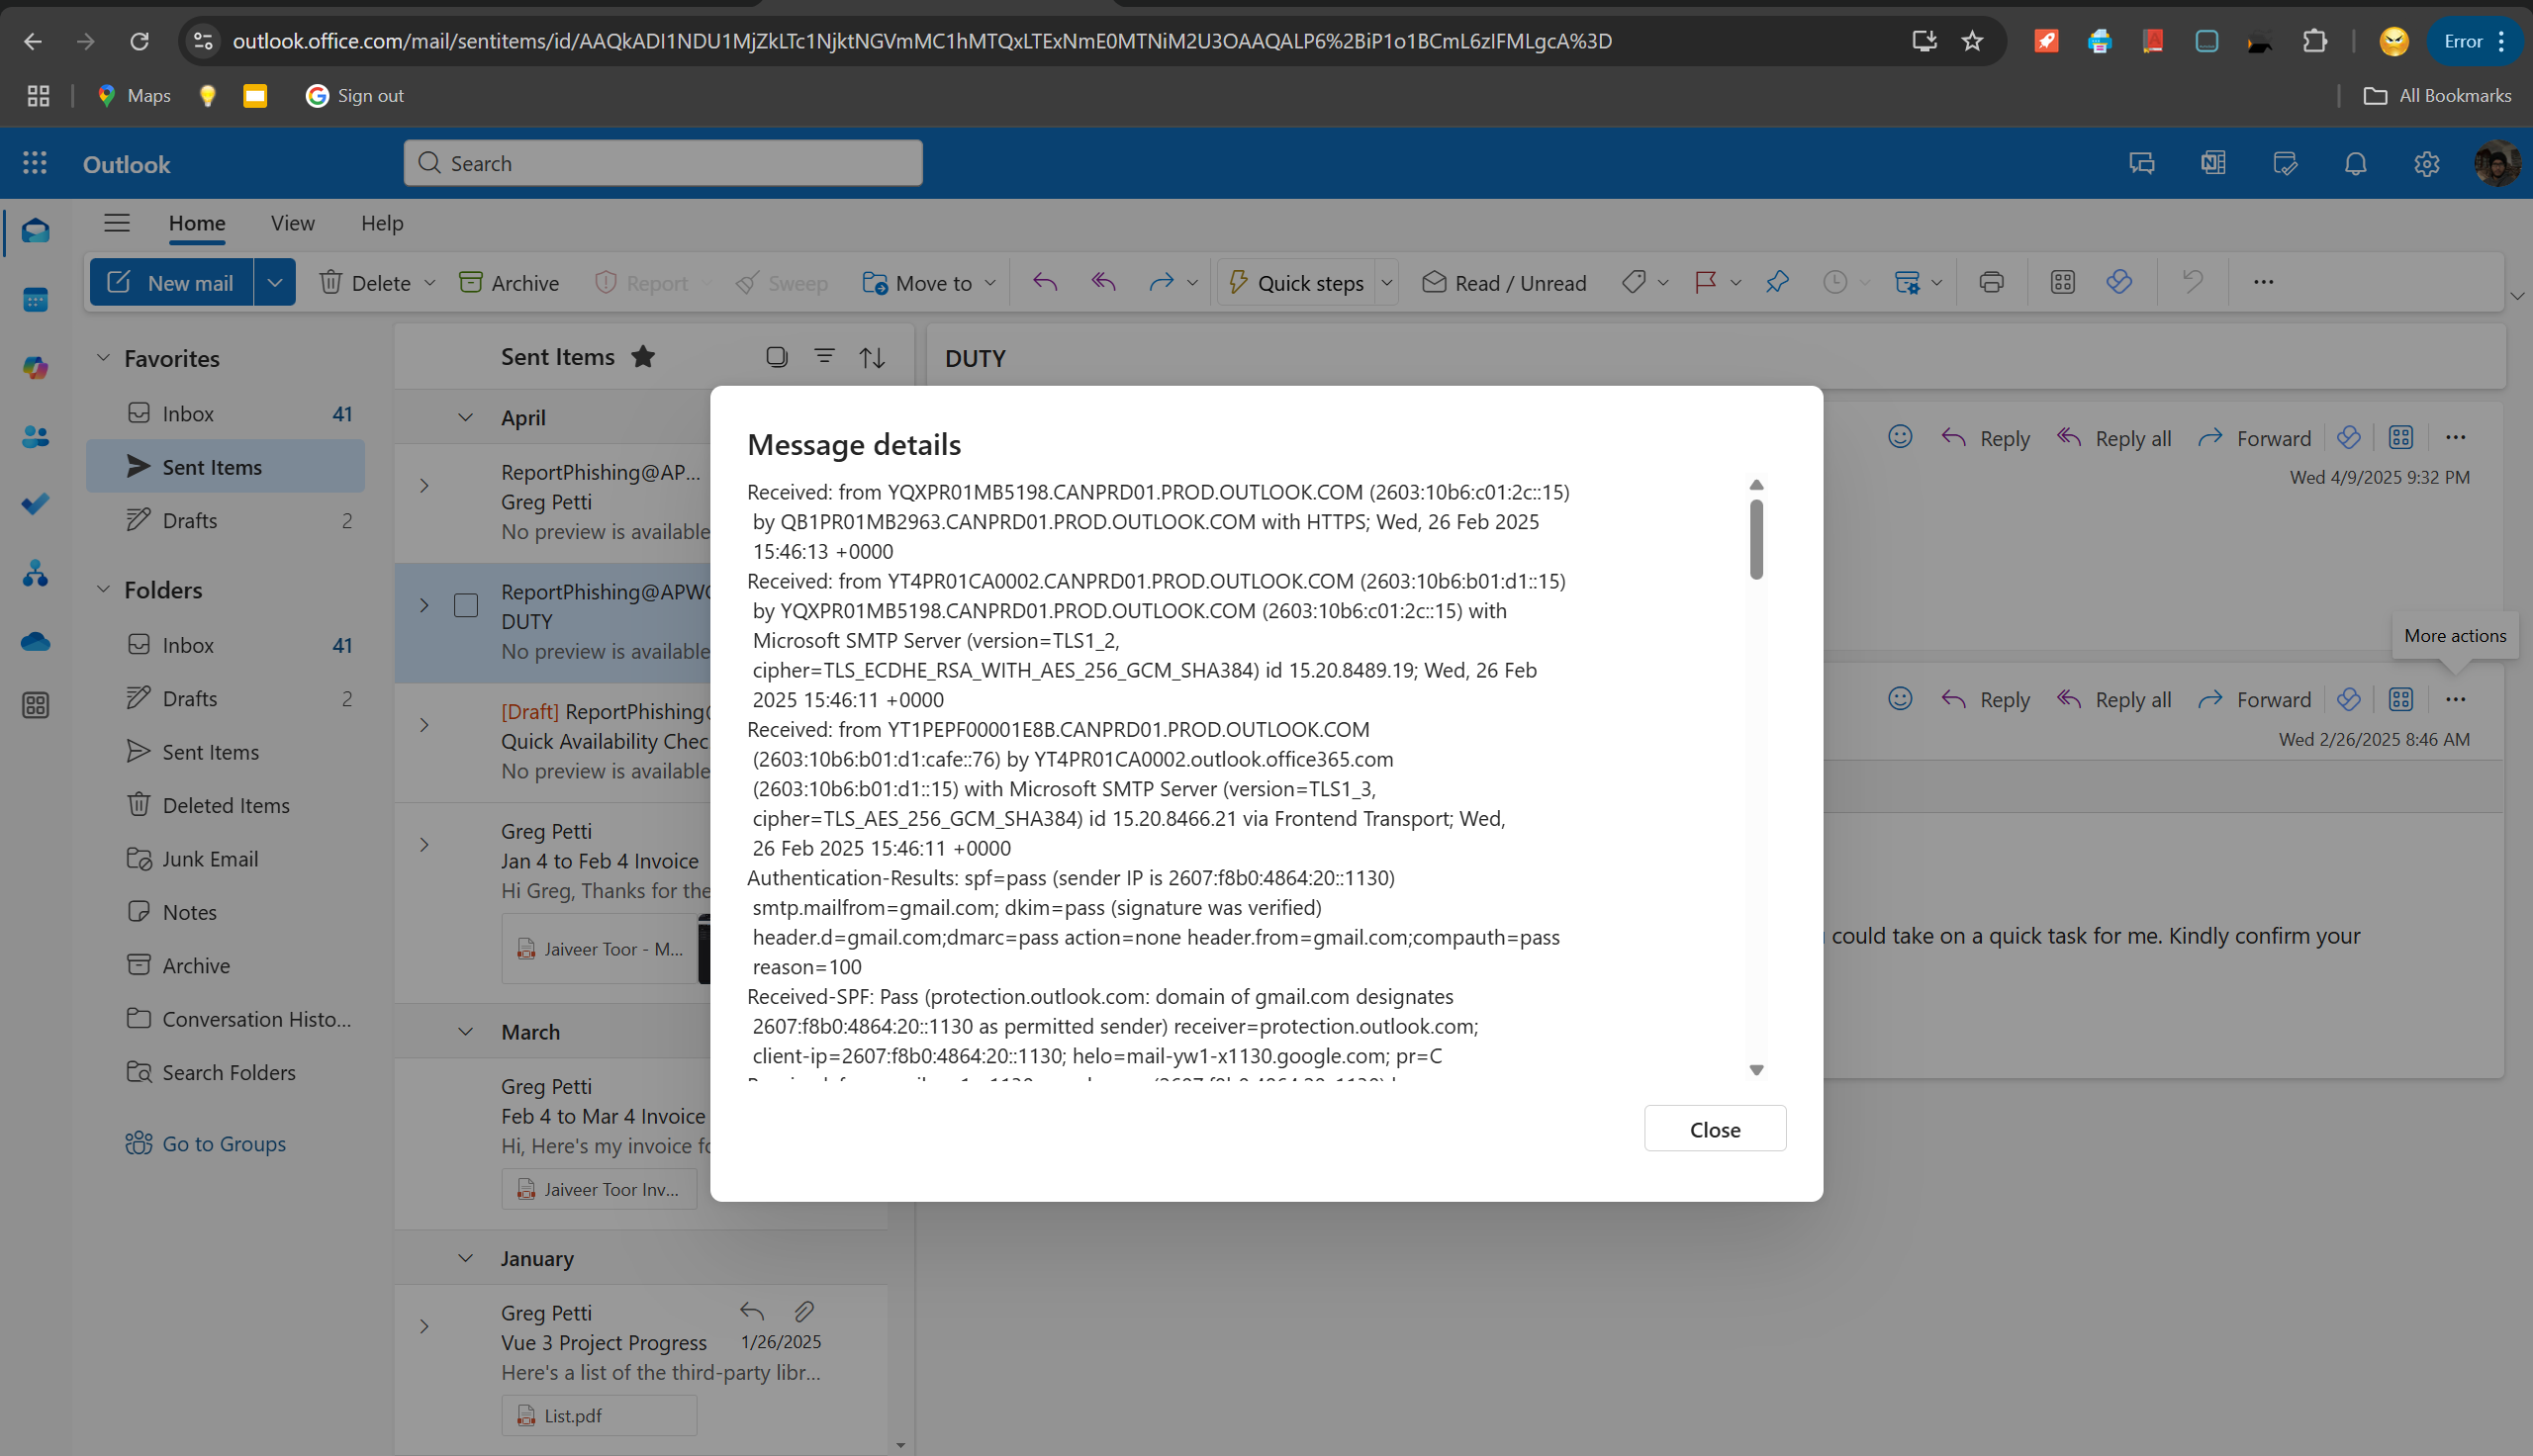 outlook.office.com/mail/sentitems/id/AAQkADI1NDU1MjZkLTc1NjktNGVmMC1hMTQxLTExNmE0MTNiM2U3OAAQALP6%2BiP1o1BCmL6zlFMLgcA%3D
Error
Maps
Sign out
All Bookmarks
Outlook
Search
Home View Help
New mail Delete Archive Report Sweep Move to Quick steps Read / Unread
Favorites
Inbox 41
Sent Items
Drafts 2
Folders
Inbox 41
Drafts 2
Sent Items
Deleted Items
Junk Email
Notes
Archive
Conversation Histo...
Search Folders
Go to Groups
Sent Items
April
ReportPhishing@AP...
Greg Petti
No preview is available
ReportPhishing@APW
DUTY
No preview is available
[Draft] ReportPhishing
Quick Availability Chec
No preview is available
Greg Petti
Jan 4 to Feb 4 Invoice
Hi Greg, Thanks for the
Jaiveer Toor - M...
March
Greg Petti
Feb 4 to Mar 4 Invoice
Hi, Here's my invoice fo
Jaiveer Toor Inv...
January
Greg Petti
Vue 3 Project Progress 1/26/2025
Here's a list of the third-party libr...
List.pdf
DUTY
Reply Reply all Forward
Wed 4/9/2025 9:32 PM
More actions
Reply Reply all Forward
Wed 2/26/2025 8:46 AM
could take on a quick task for me. Kindly confirm your
Message details
Received: from YQXPR01MB5198.CANPRD01.PROD.OUTLOOK.COM (2603:10b6:c01:2c::15)
by QB1PR01MB2963.CANPRD01.PROD.OUTLOOK.COM with HTTPS; Wed, 26 Feb 2025
15:46:13 +0000
Received: from YT4PR01CA0002.CANPRD01.PROD.OUTLOOK.COM (2603:10b6:b01:d1::15)
by YQXPR01MB5198.CANPRD01.PROD.OUTLOOK.COM (2603:10b6:c01:2c::15) with
Microsoft SMTP Server (version=TLS1_2,
cipher=TLS_ECDHE_RSA_WITH_AES_256_GCM_SHA384) id 15.20.8489.19; Wed, 26 Feb
2025 15:46:11 +0000
Received: from YT1PEPF00001E8B.CANPRD01.PROD.OUTLOOK.COM
(2603:10b6:b01:d1:cafe::76) by YT4PR01CA0002.outlook.office365.com
(2603:10b6:b01:d1::15) with Microsoft SMTP Server (version=TLS1_3,
cipher=TLS_AES_256_GCM_SHA384) id 15.20.8466.21 via Frontend Transport; Wed,
26 Feb 2025 15:46:11 +0000
Authentication-Results: spf=pass (sender IP is 2607:f8b0:4864:20::1130)
smtp.mailfrom=gmail.com; dkim=pass (signature was verified)
header.d=gmail.com;dmarc=pass action=none header.from=gmail.com;compauth=pass
reason=100
Received-SPF: Pass (protection.outlook.com: domain of gmail.com designates
2607:f8b0:4864:20::1130 as permitted sender) receiver=protection.outlook.com;
client-ip=2607:f8b0:4864:20::1130; helo=mail-yw1-x1130.google.com; pr=C
Close